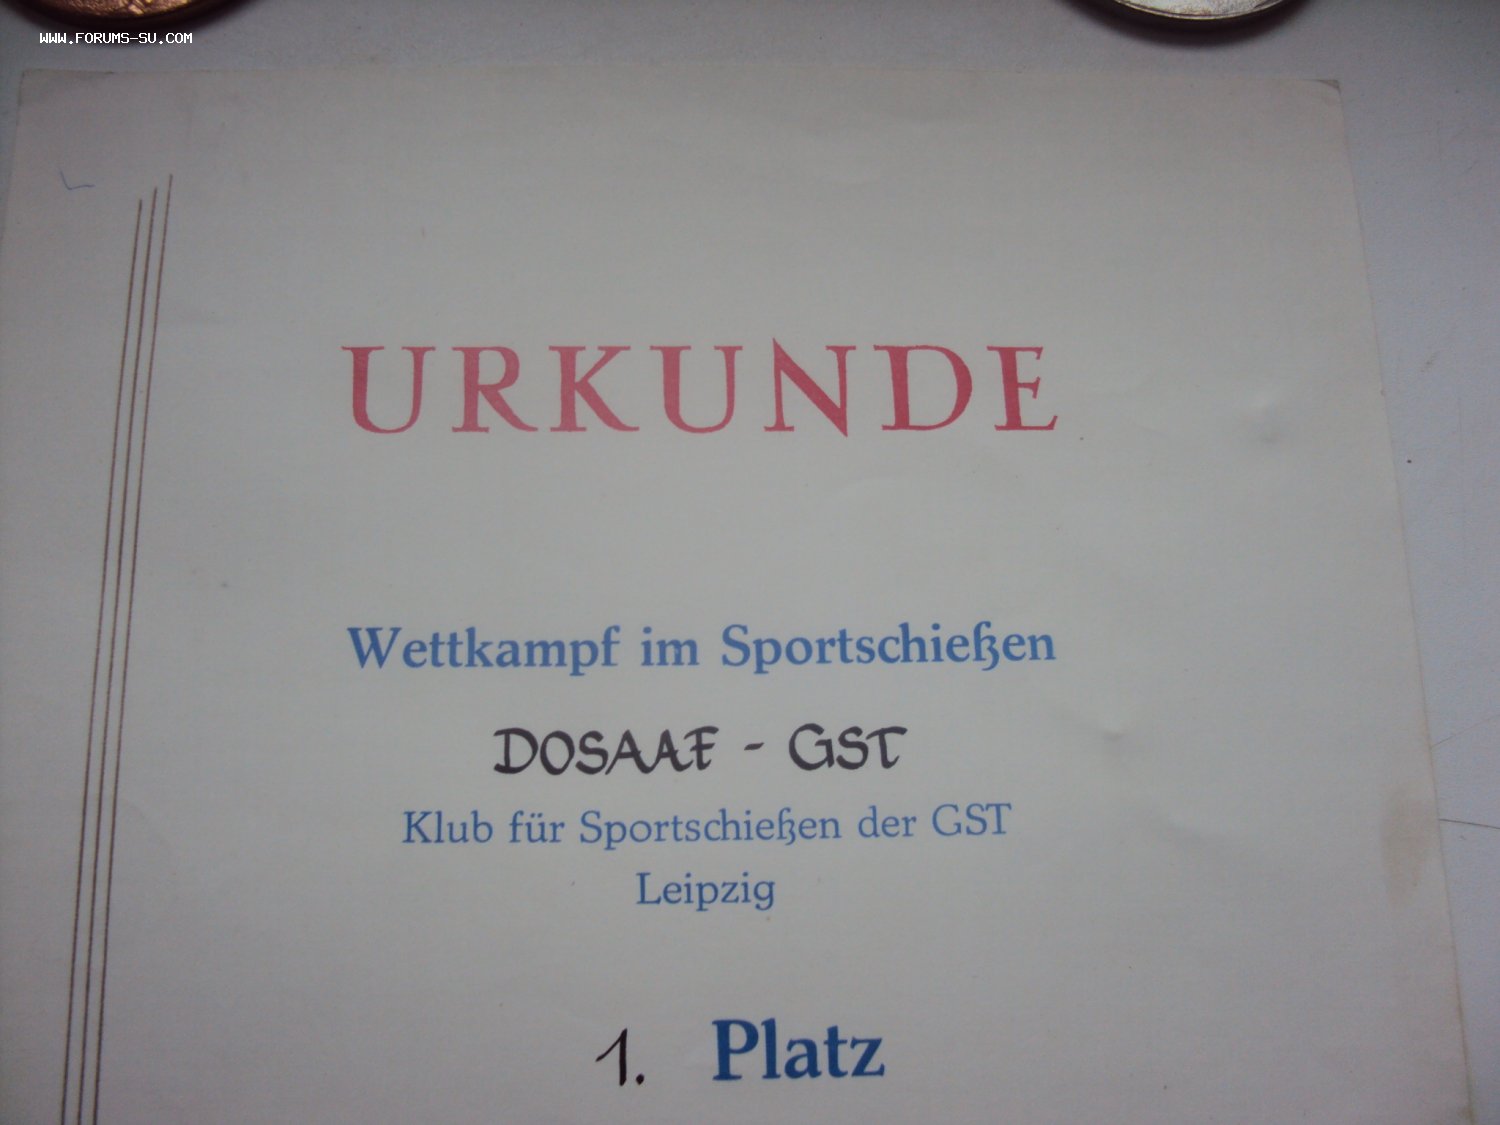 WWW.FORUMS-SU.COM
URKUNDE
Wettkampf im Sportschießen
DOSAAF - GST
Klub für Sportschießen der GST
Leipzig
1. Platz